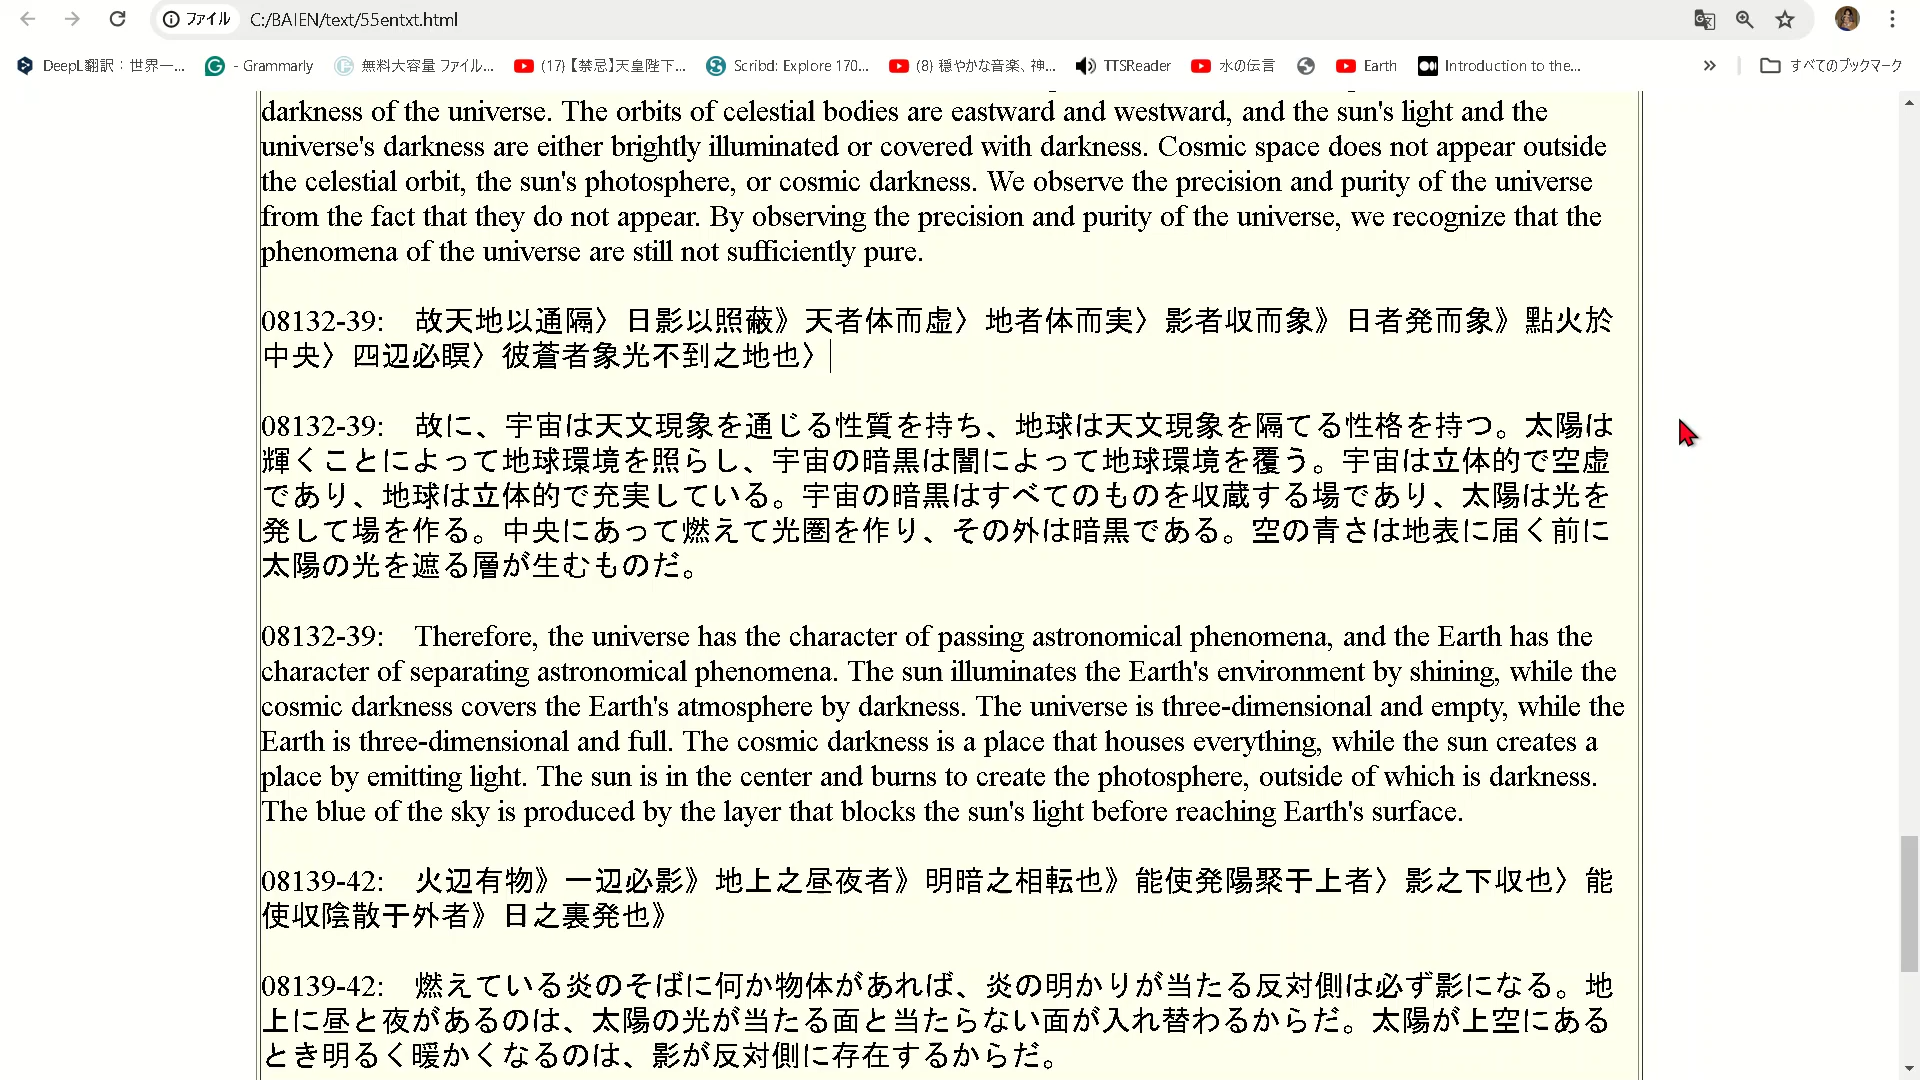 ファイル C:/BAIEN/text/55entxt.html
DeepL翻訳：世界一... - Grammarly 無料大容量 ファイル... (17)【禁忌】天皇陛下... Scribd: Explore 170... (8) 穏やかな音楽、神... TTSReader 水の伝言 Earth Introduction to the... » すべてのブックマーク
darkness of the universe. The orbits of celestial bodies are eastward and westward, and the sun's light and the
universe's darkness are either brightly illuminated or covered with darkness. Cosmic space does not appear outside
the celestial orbit, the sun's photosphere, or cosmic darkness. We observe the precision and purity of the universe
from the fact that they do not appear. By observing the precision and purity of the universe, we recognize that the
phenomena of the universe are still not sufficiently pure.
08132-39:　故天地以通隔〉日影以照蔽》天者体而虚〉地者体而実〉影者収而象》日者発而象》點火於
中央〉四辺必瞑〉彼蒼者象光不到之地也〉
08132-39:　故に、宇宙は天文現象を通じる性質を持ち、地球は天文現象を隔てる性格を持つ。太陽は
輝くことによって地球環境を照らし、宇宙の暗黒は闇によって地球環境を覆う。宇宙は立体的で空虚
であり、地球は立体的で充実している。宇宙の暗黒はすべてのものを収蔵する場であり、太陽は光を
発して場を作る。中央にあって燃えて光圏を作り、その外は暗黒である。空の青さは地表に届く前に
太陽の光を遮る層が生むものだ。
08132-39:　Therefore, the universe has the character of passing astronomical phenomena, and the Earth has the
character of separating astronomical phenomena. The sun illuminates the Earth's environment by shining, while the
cosmic darkness covers the Earth's atmosphere by darkness. The universe is three-dimensional and empty, while the
Earth is three-dimensional and full. The cosmic darkness is a place that houses everything, while the sun creates a
place by emitting light. The sun is in the center and burns to create the photosphere, outside of which is darkness.
The blue of the sky is produced by the layer that blocks the sun's light before reaching Earth's surface.
08139-42:　火辺有物》一辺必影》地上之昼夜者》明暗之相転也》能使発陽聚于上者〉影之下収也〉能
使収陰散于外者》日之裏発也》
08139-42:　燃えている炎のそばに何か物体があれば、炎の明かりが当たる反対側は必ず影になる。地
上に昼と夜があるのは、太陽の光が当たる面と当たらない面が入れ替わるからだ。太陽が上空にある
とき明るく暖かくなるのは、影が反対側に存在するからだ。